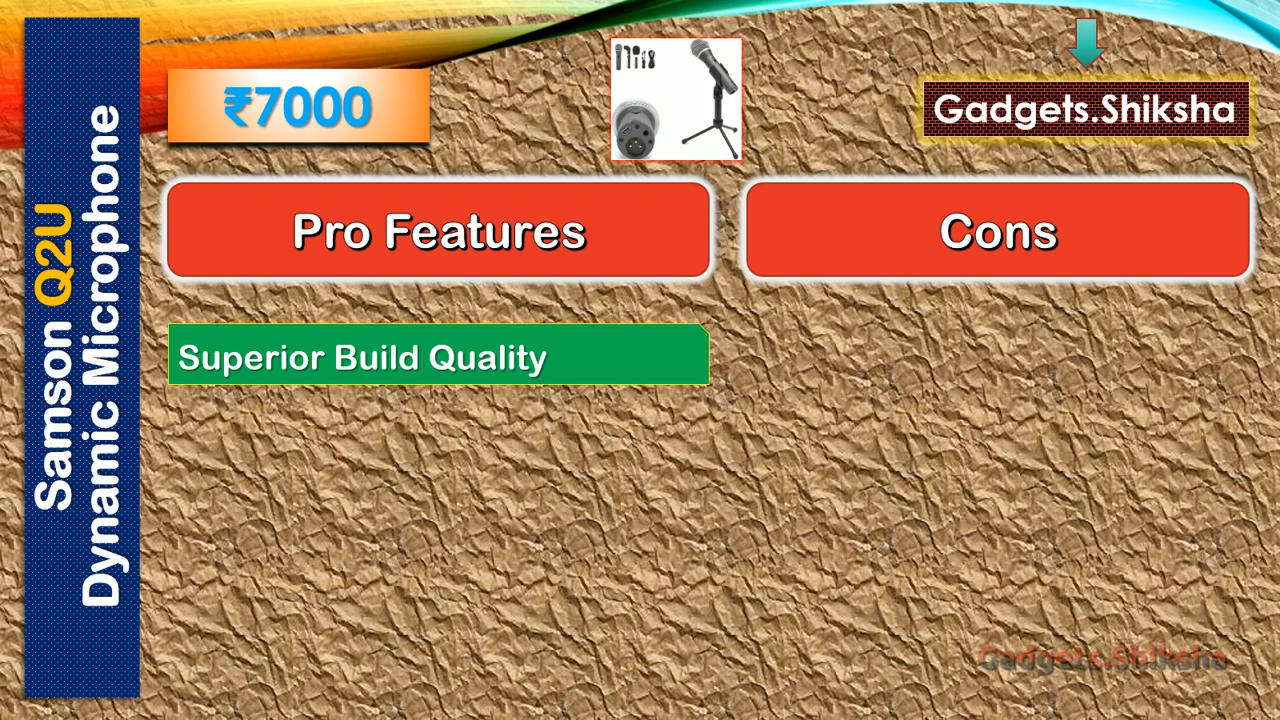 Samson Q2U
Dynamic Microphone
₹7000
Gadgets.Shiksha
Pro Features
Cons
Superior Build Quality
Gadgets.Shiksha